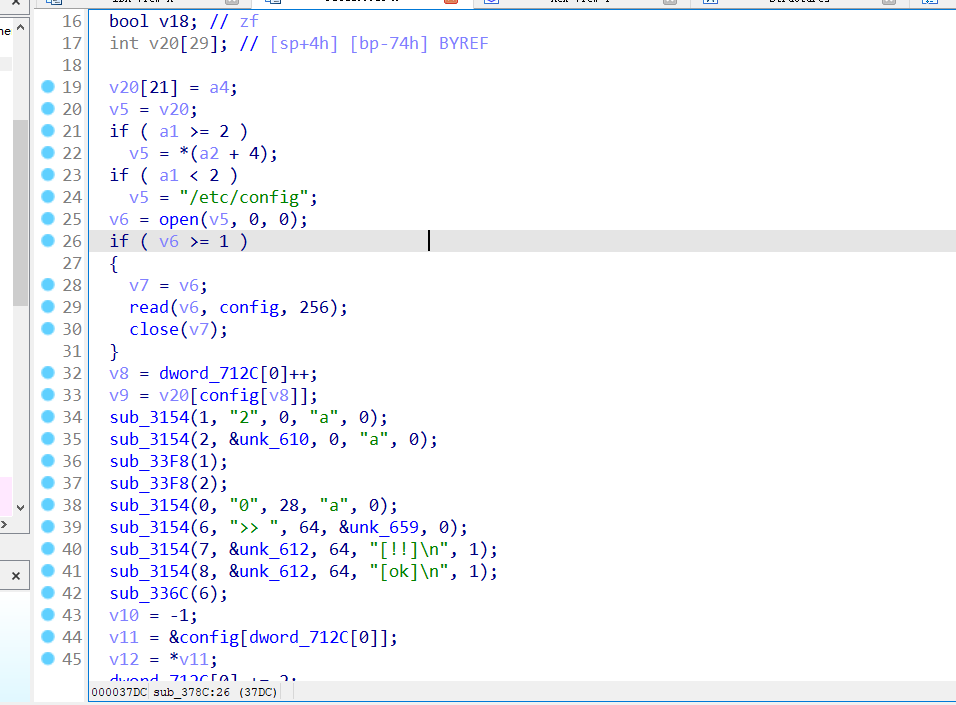 16 bool v18; // zf
17 int v20[29]; // [sp+4h] [bp-74h] BYREF
18
19 v20[21] = a4;
20 v5 = v20;
21 if ( a1 >= 2 )
22 v5 = *(a2 + 4);
23 if ( a1 < 2 )
24 v5 = "/etc/config";
25 v6 = open(v5, 0, 0);
26 if ( v6 >= 1 )
27 {
28 v7 = v6;
29 read(v6, config, 256);
30 close(v7);
31 }
32 v8 = dword_712C[0]++;
33 v9 = v20[config[v8]];
34 sub_3154(1, "2", 0, "a", 0);
35 sub_3154(2, &unk_610, 0, "a", 0);
36 sub_33F8(1);
37 sub_33F8(2);
38 sub_3154(0, "0", 28, "a", 0);
39 sub_3154(6, ">> ", 64, &unk_659, 0);
40 sub_3154(7, &unk_612, 64, "[!!]\n", 1);
41 sub_3154(8, &unk_612, 64, "[ok]\n", 1);
42 sub_336C(6);
43 v10 = -1;
44 v11 = &config[dword_712C[0]];
45 v12 = *v11;
dword_712C[0] += 2;
000037DC sub_378C:26 (37DC)